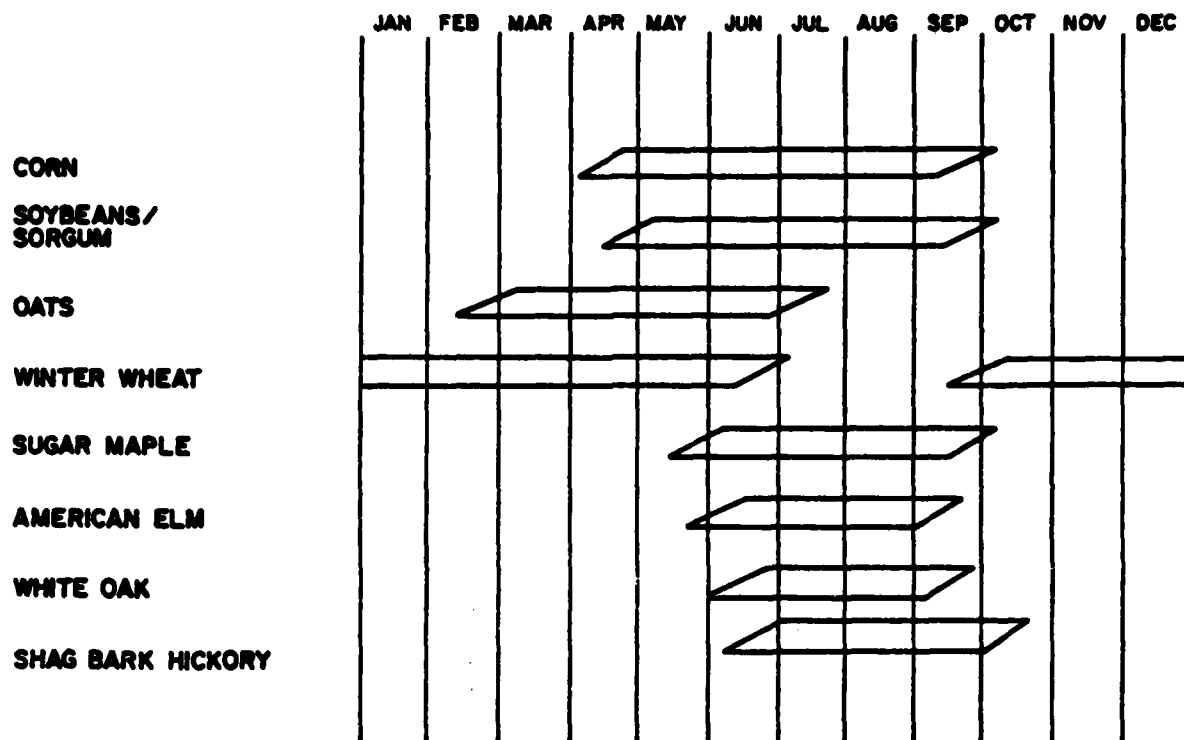 JAN FEB MAR APR MAY JUN JUL AUG SEP OCT NOV DEC
CORN
SOYBEANS/
SORGUM
OATS
WINTER WHEAT
SUGAR MAPLE
AMERICAN ELM
WHITE OAK
SHAG BARK HICKORY